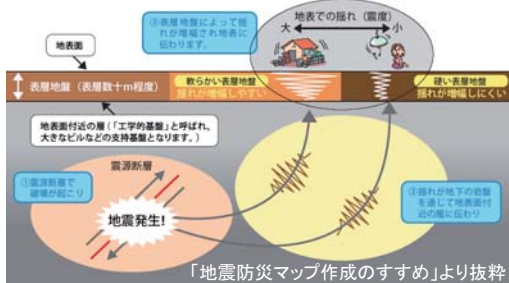 ③表層地盤によって揺
れが増幅され地表に
伝わります。
地表での揺れ（震度）
大
小
地表面
表層地盤（表層数十m程度）
軟らかい表層地盤
揺れが増幅しやすい
硬い表層地盤
揺れが増幅しにくい
地表面付近の層（「工学的基盤」と呼ばれ、
大きなビルなどの支持基盤となります。）
震源断層
①震源断層で
破壊が起こり
地震発生!
②揺れが地下の岩盤
を通じて地表面付
近の層に伝わり
「地震防災マップ作成のすすめ」より抜粋